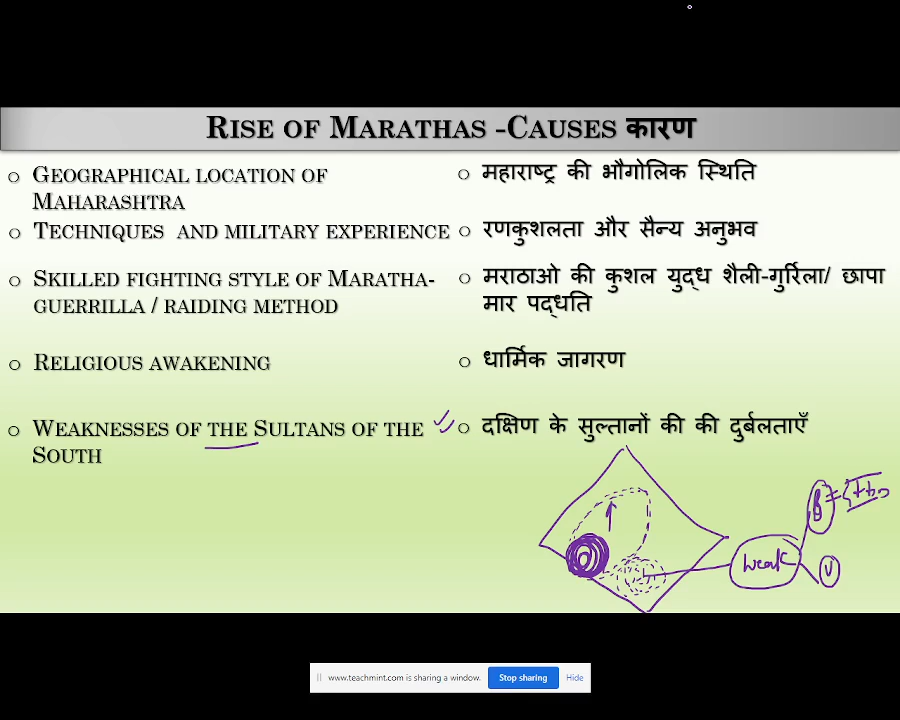 RISE OF MARATHAS -CAUSES कारण
GEOGRAPHICAL LOCATION OF
MAHARASHTRA
TECHNIQUES AND MILITARY EXPERIENCE
SKILLED FIGHTING STYLE OF MARATHA-
GUERRILLA / RAIDING METHOD
RELIGIOUS AWAKENING
WEAKNESSES OF THE SULTANS OF THE
SOUTH
महाराष्ट्र की भौगोलिक स्थिति
रणकुशलता और सैन्य अनुभव
मराठाओ की कुशल युद्ध शैली-गुर्रिला/ छापा
मार पद्धति
धार्मिक जागरण
दक्षिण के सुल्तानों की की दुर्बलताएँ
weak
B
V
www.teachmint.com is sharing a window.
Stop sharing
Hide